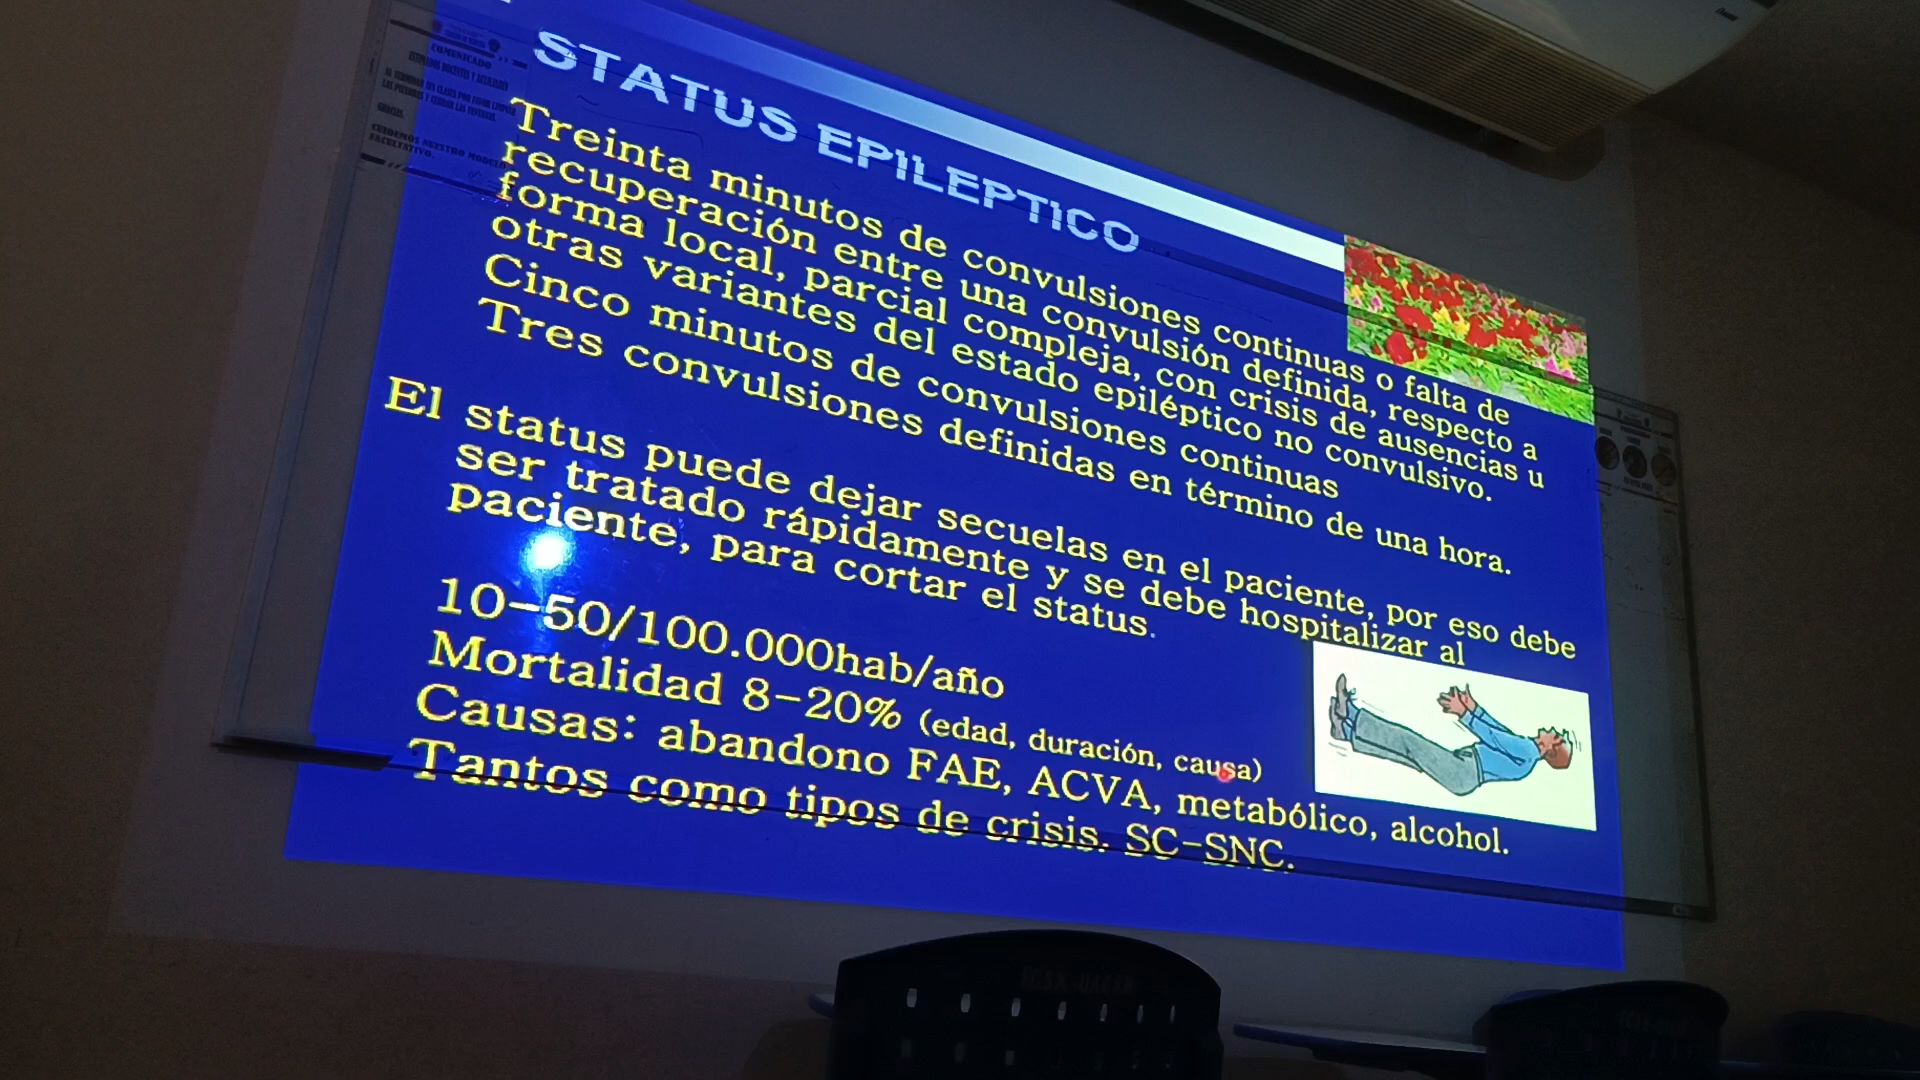 STATUS EPILEPTICO
Treinta minutos de convulsiones continuas o falta de
recuperación entre una convulsión definida, respecto a
forma local, parcial compleja, con crisis de ausencias u
otras variantes del estado epiléptico no convulsivo.
Cinco minutos de convulsiones continuas
Tres convulsiones definidas en término de una hora.
El status puede dejar secuelas en el paciente, por eso debe
ser tratado rápidamente y se debe hospitalizar al
paciente, para cortar el status.
10-50/100.000hab/año
Mortalidad 8-20% (edad, duración, causa)
Causas: abandono FAE, ACVA, metabólico, alcohol.
Tantos como tipos de crisis. SC-SNC.
COMUNICADO